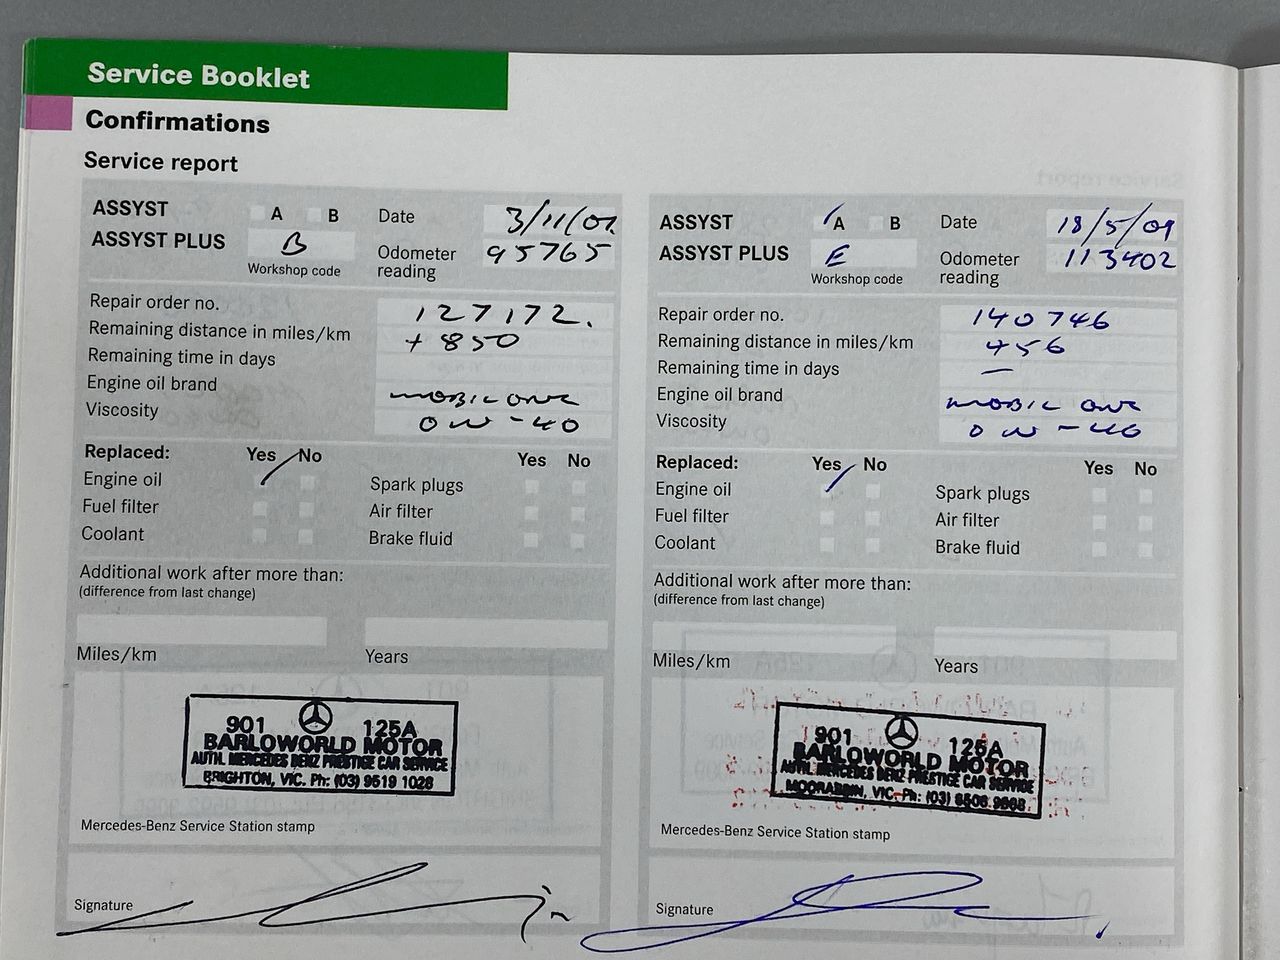 Service Booklet
Confirmations
Service report
ASSYST A B Date 3/11/07
ASSYST PLUS B Odometer reading 95765
Workshop code
Repair order no. 127172.
Remaining distance in miles/km + 850
Remaining time in days
Engine oil brand MOBIL ONE
Viscosity 0W-40
Replaced: Yes No Yes No
Engine oil Spark plugs
Fuel filter Air filter
Coolant Brake fluid
Additional work after more than:
(difference from last change)
Miles/km Years
901 125A
BARLOWORLD MOTOR
AUTH. MERCEDES BENZ PRESTIGE CAR SERVICE
BRIGHTON, VIC. Ph: (03) 9519 1028
Mercedes-Benz Service Station stamp
Signature
ASSYST A B Date 18/5/09
ASSYST PLUS E Odometer reading 113402
Workshop code
Repair order no. 140746
Remaining distance in miles/km 456
Remaining time in days —
Engine oil brand MOBIL ONE
Viscosity 0W-40
Replaced: Yes No Yes No
Engine oil Spark plugs
Fuel filter Air filter
Coolant Brake fluid
Additional work after more than:
(difference from last change)
Miles/km Years
901 125A
BARLOWORLD MOTOR
AUTH. MERCEDES BENZ PRESTIGE CAR SERVICE
MOORABBIN, VIC. Ph: (03)
Mercedes-Benz Service Station stamp
Signature